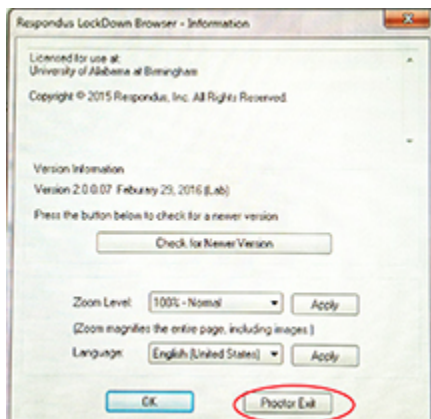 Respondus LockDown Browser - Information
Licensed for use at:
University of Alabama at Birmingham
Copyright © 2015 Respondus, Inc. All Rights Reserved.
Version Information
Version 2.0.0.07 Feburary 29, 2016 (Lab)
Press the button below to check for a newer version
Check for Newer Version
Zoom Level: 100% - Normal Apply
(Zoom magnifies the entire page, including images.)
Language: English (United States) Apply
OK Proctor Exit